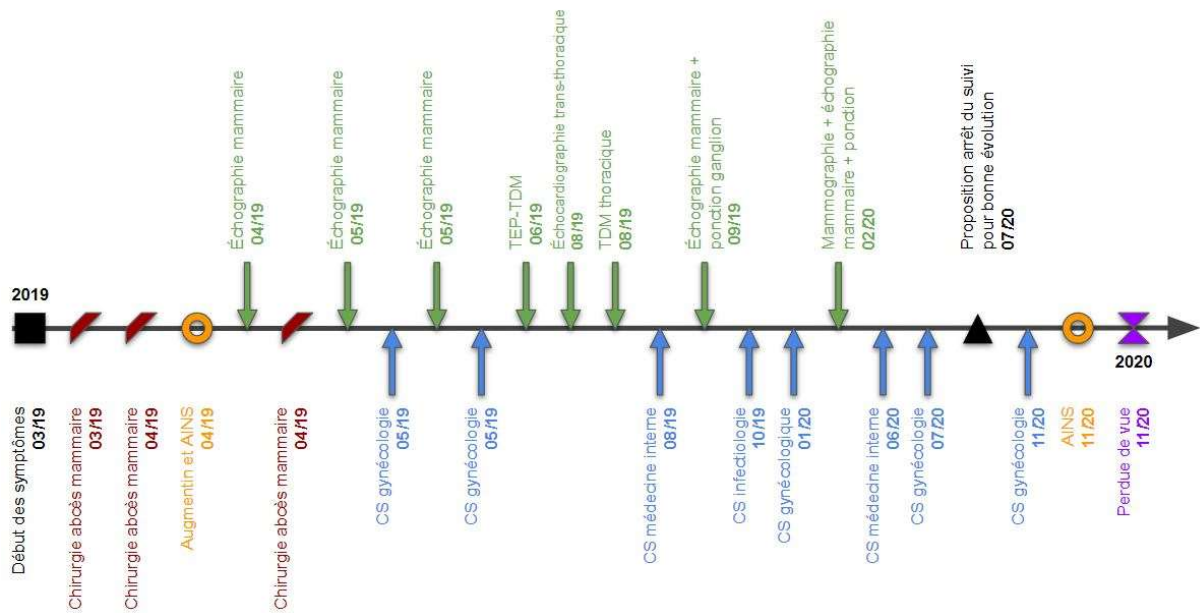 Échographie mammaire
04/19
Échographie mammaire
05/19
Échographie mammaire
05/19
TEP-TDM
06/19
Échocardiographie trans-thoracique
08/19
TDM thoracique
08/19
Échographie mammaire +
ponction ganglion
09/19
Mammographie + échographie
mammaire + ponction
02/20
Proposition arrêt du suivi
pour bonne évolution
07/20
2019
2020
Début des symptômes
03/19
Chirurgie abcès mammaire
03/19
Chirurgie abcès mammaire
04/19
Augmentin et AINS
04/19
Chirurgie abcès mammaire
04/19
CS gynécologie
05/19
CS gynécologie
05/19
CS médecine interne
08/19
CS infectiologie
10/19
CS gynécologique
01/20
CS médecine interne
06/20
CS gynécologie
07/20
CS gynécologie
11/20
AINS
11/20
Perdue de vue
11/20